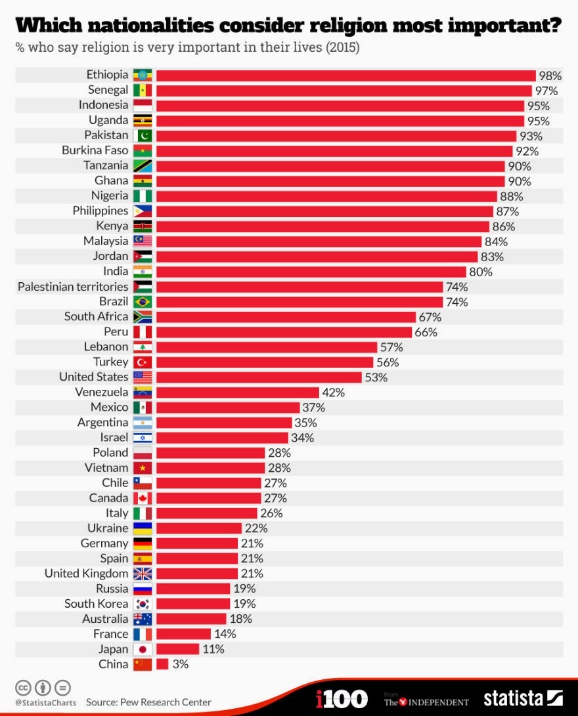 Which nationalities consider religion most important?
% who say religion is very important in their lives (2015)
Ethiopia 98%
Senegal 97%
Indonesia 95%
Uganda 95%
Pakistan 93%
Burkina Faso 92%
Tanzania 90%
Ghana 90%
Nigeria 88%
Philippines 87%
Kenya 86%
Malaysia 84%
Jordan 83%
India 80%
Palestinian territories 74%
Brazil 74%
South Africa 67%
Peru 66%
Lebanon 57%
Turkey 56%
United States 53%
Venezuela 42%
Mexico 37%
Argentina 35%
Israel 34%
Poland 28%
Vietnam 28%
Chile 27%
Canada 27%
Italy 26%
Ukraine 22%
Germany 21%
Spain 21%
United Kingdom 21%
Russia 19%
South Korea 19%
Australia 18%
France 14%
Japan 11%
China 3%
@StatistaCharts Source: Pew Research Center
i100 From The INDEPENDENT statista